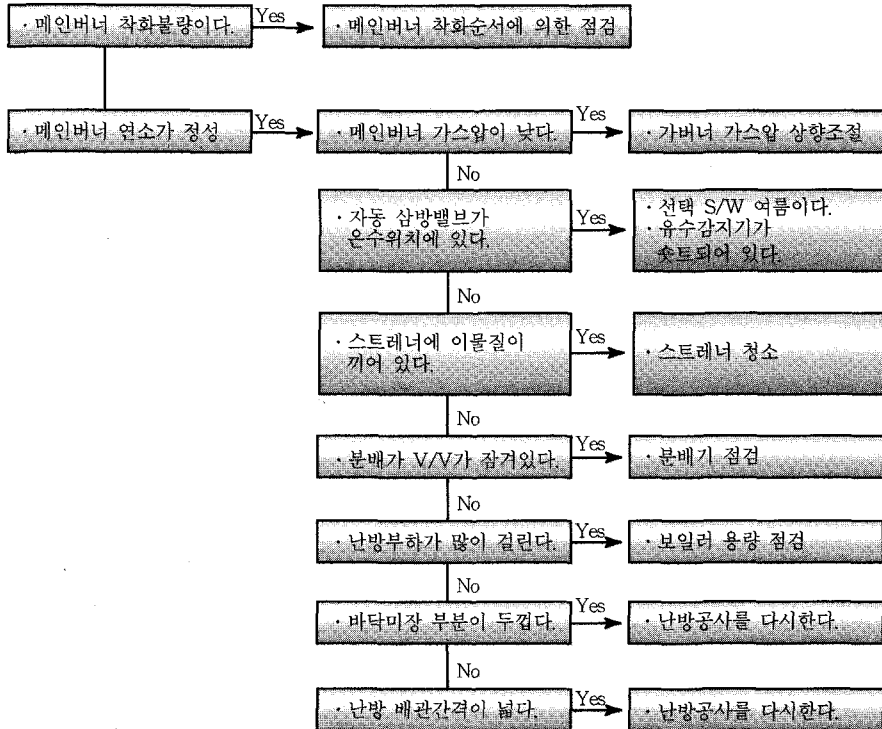 · 메인버너 착화불량이다.
Yes
· 메인버너 착화순서에 의한 점검
· 메인버너 연소가 정성
Yes
· 메인버너 가스압이 낮다.
Yes
· 가버너 가스압 상향조절
No
· 자동 삼방밸브가
온수위치에 있다.
Yes
· 선택 S/W 여름이다.
· 유수감지기가
숏트되어 있다.
No
· 스트레너에 이물질이
끼어 있다.
Yes
· 스트레너 청소
No
· 분배가 V/V가 잠겨있다.
Yes
· 분배기 점검
No
· 난방부하가 많이 걸린다.
Yes
· 보일러 용량 점검
No
· 바닥미장 부분이 두껍다.
Yes
· 난방공사를 다시한다.
No
· 난방 배관간격이 넓다.
Yes
· 난방공사를 다시한다.